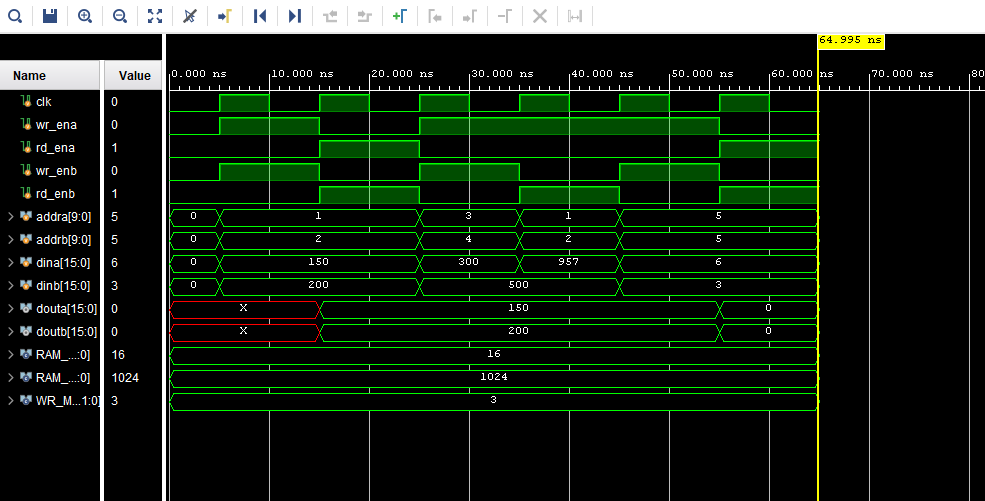 64.995 ns
Name Value
0.000 ns 10.000 ns 20.000 ns 30.000 ns 40.000 ns 50.000 ns 60.000 ns 70.000 ns 80
clk 0
wr_ena 0
rd_ena 1
wr_enb 0
rd_enb 1
addra[9:0] 5 0 1 3 1 5
addrb[9:0] 5 0 2 4 2 5
dina[15:0] 6 0 150 300 957 6
dinb[15:0] 3 0 200 500 3
douta[15:0] 0 X 150 0
doutb[15:0] 0 X 200 0
RAM_...:0] 16 16
RAM_...:0] 1024 1024
WR_M...1:0] 3 3